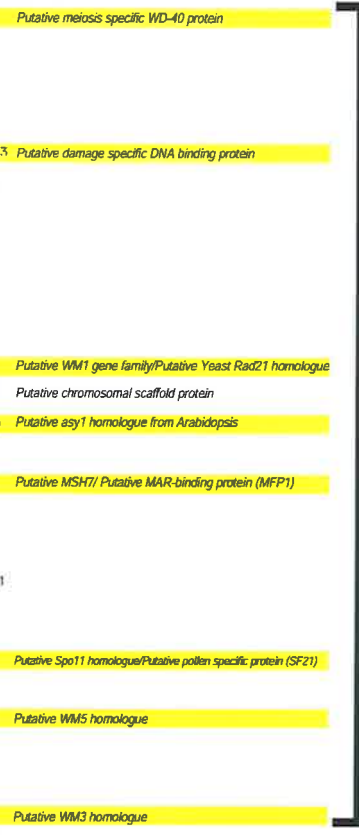 Putative meiosis specific WD-40 protein
3 Putative damage specific DNA binding protein
Putative WM1 gene family/Putative Yeast Rad21 homologue
Putative chromosomal scaffold protein
Putative asy1 homologue from Arabidopsis
Putative MSH7/ Putative MAR-binding protein (MFP1)
1
Putative Spo11 homologue/Putative pollen specific protein (SF21)
Putative WM5 homologue
Putative WM3 homologue